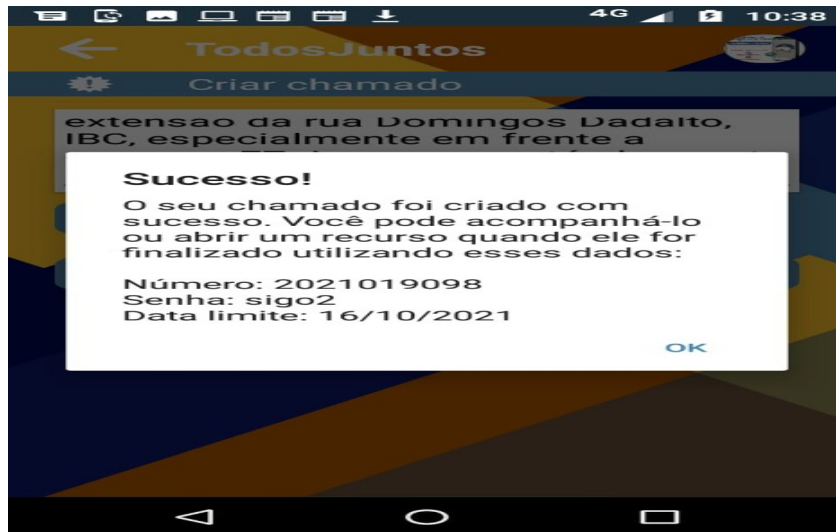 4G 10:38
TodosJuntos
Criar chamado
extensao da rua Domingos Dadalto,
IBC, especialmente em frente a
Sucesso!
O seu chamado foi criado com
sucesso. Você pode acompanhá-lo
ou abrir um recurso quando ele for
finalizado utilizando esses dados:
Número: 2021019098
Senha: sigo2
Data limite: 16/10/2021
OK